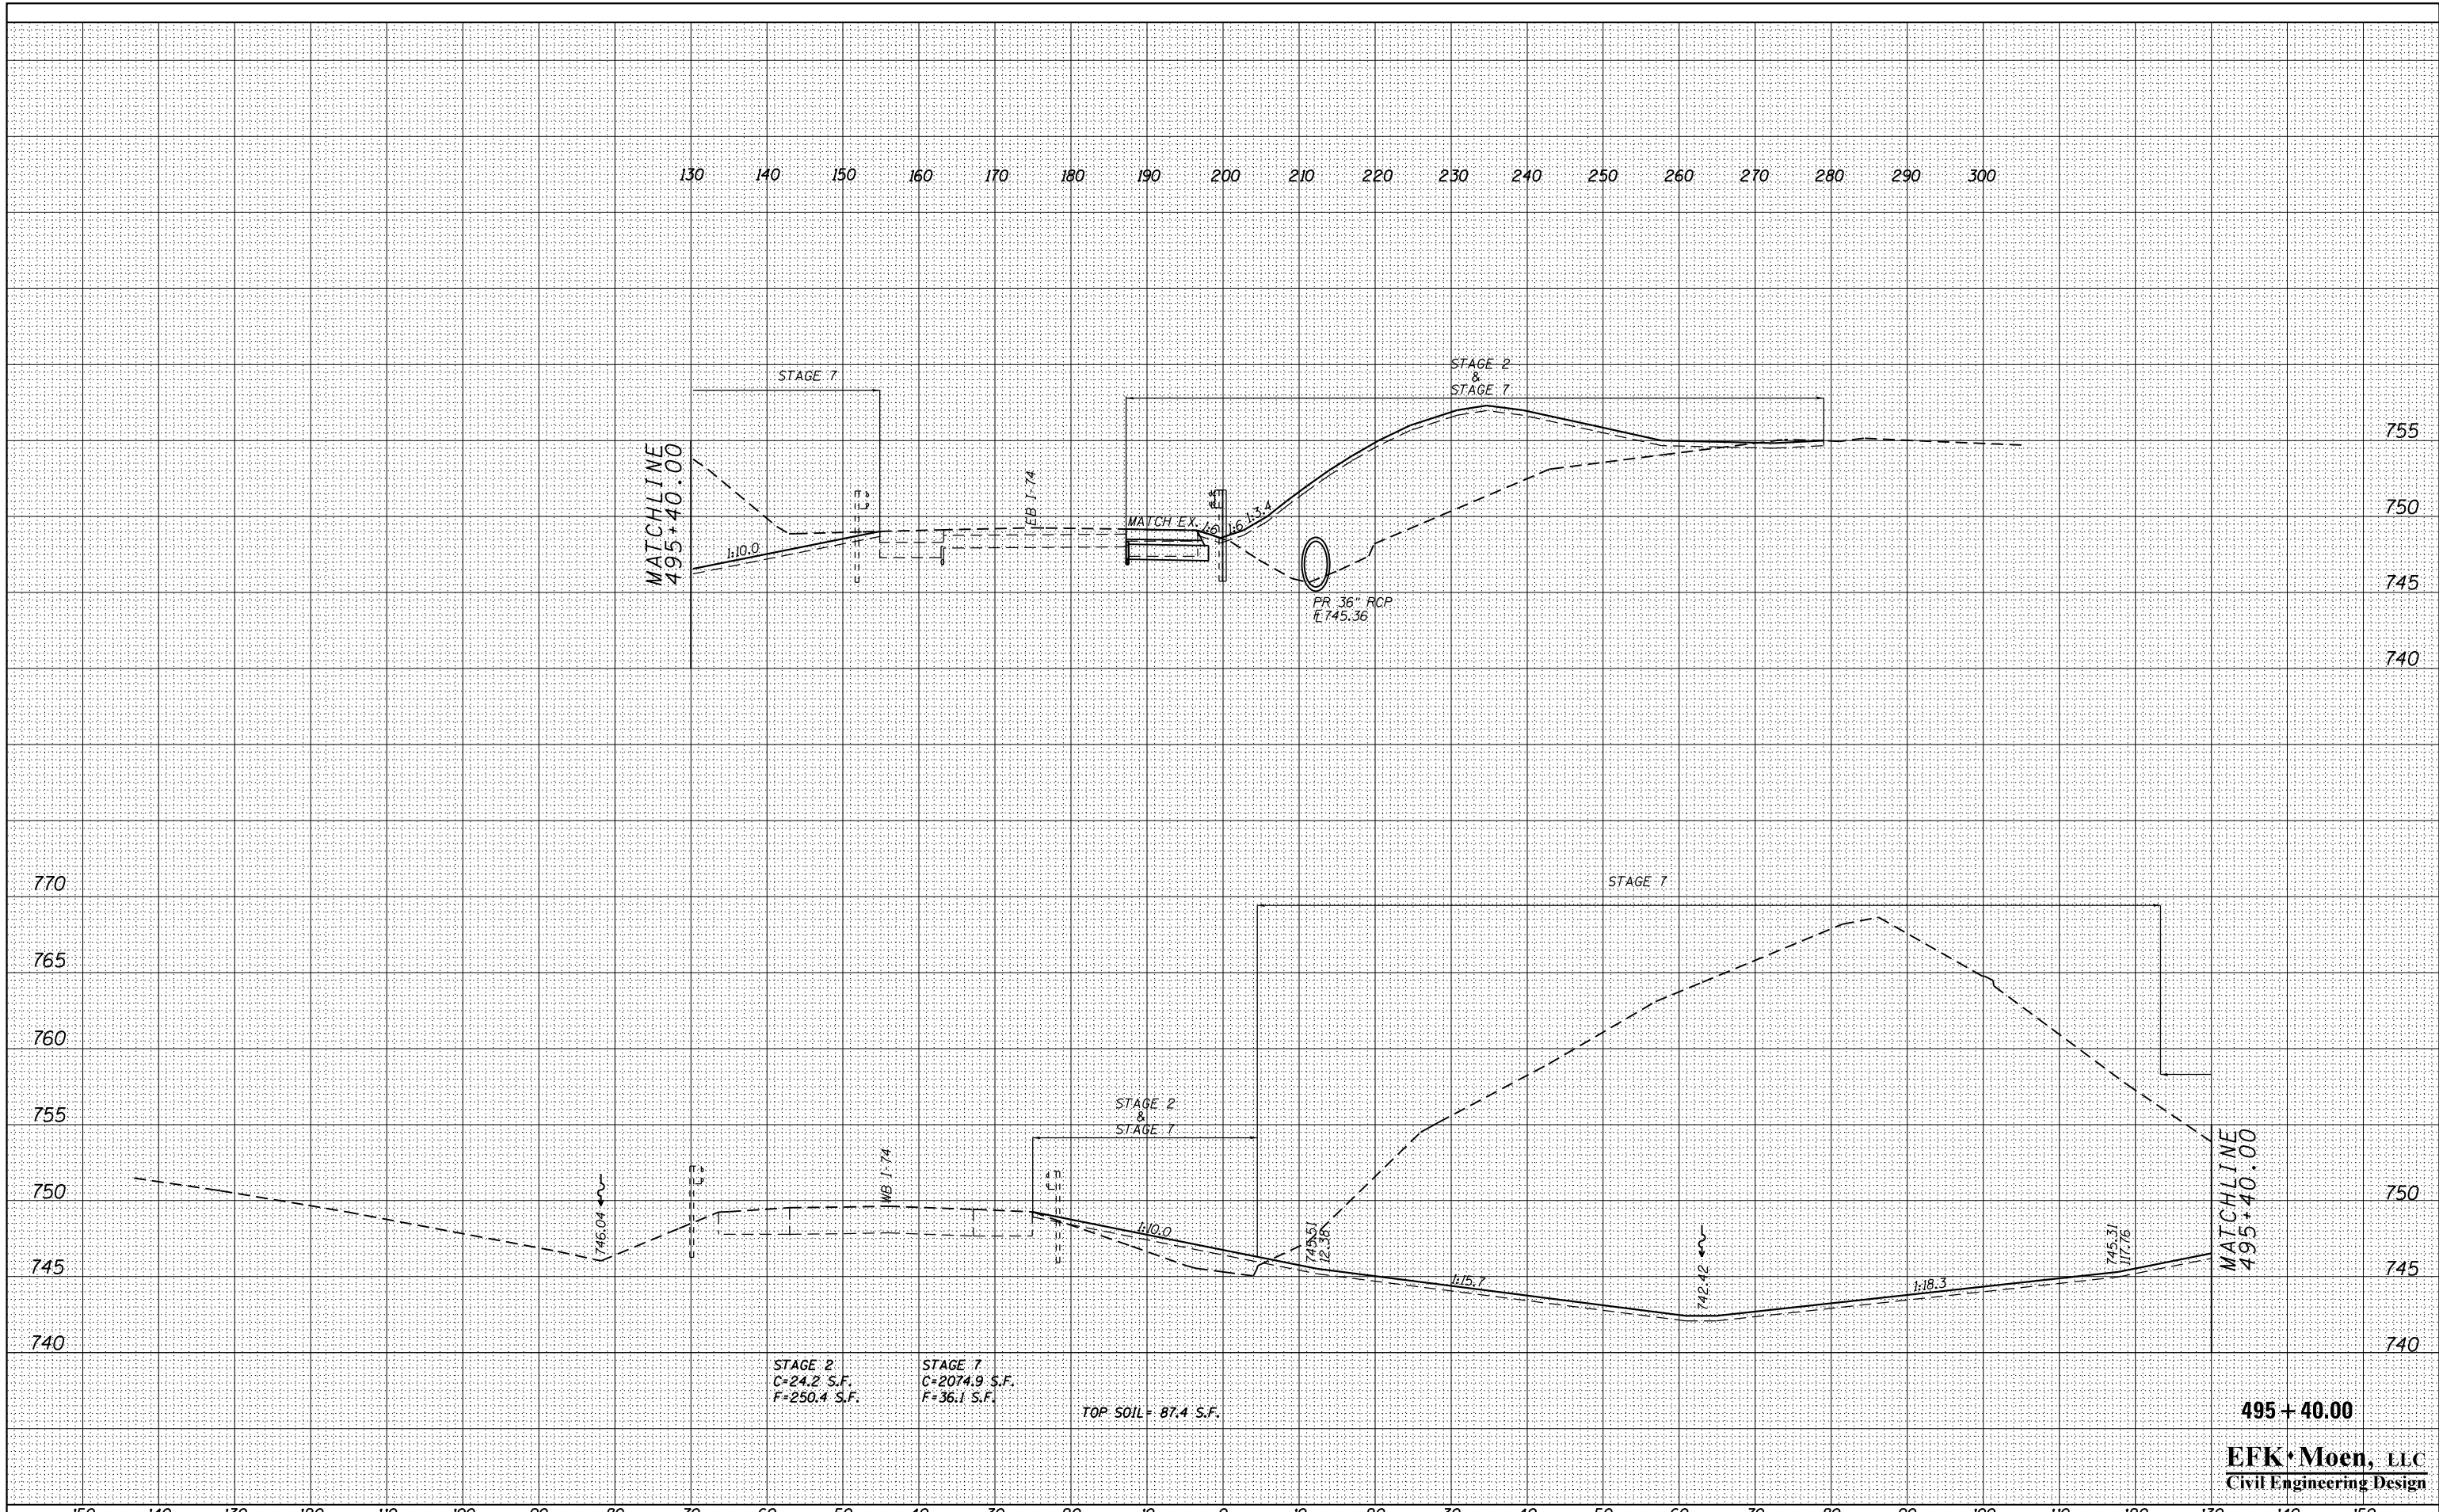 130 140 150 160 170 180 190 200 210 220 230 240 250 260 270 280 290 300
STAGE 7
STAGE 2
&
STAGE 7
MATCHLINE
495+40.00
755
EB I-74
750
MATCH EX.
1:6
1:6
1:3.4
1:10.0
745
PR 36" RCP
FL 745.36
740
770
STAGE 7
765
760
755
STAGE 2
&
STAGE 7
WB I-74
MATCHLINE
495+40.00
750 750
746.04
1:10.0
745.51
12.38
745.31
117.76
745 745
1:15.7
742.42
1:18.3
740 740
STAGE 2
C=24.2 S.F.
F=250.4 S.F.
STAGE 7
C=2074.9 S.F.
F=36.1 S.F.
TOP SOIL= 87.4 S.F.
495+40.00
EFK Moen, LLC
Civil Engineering Design